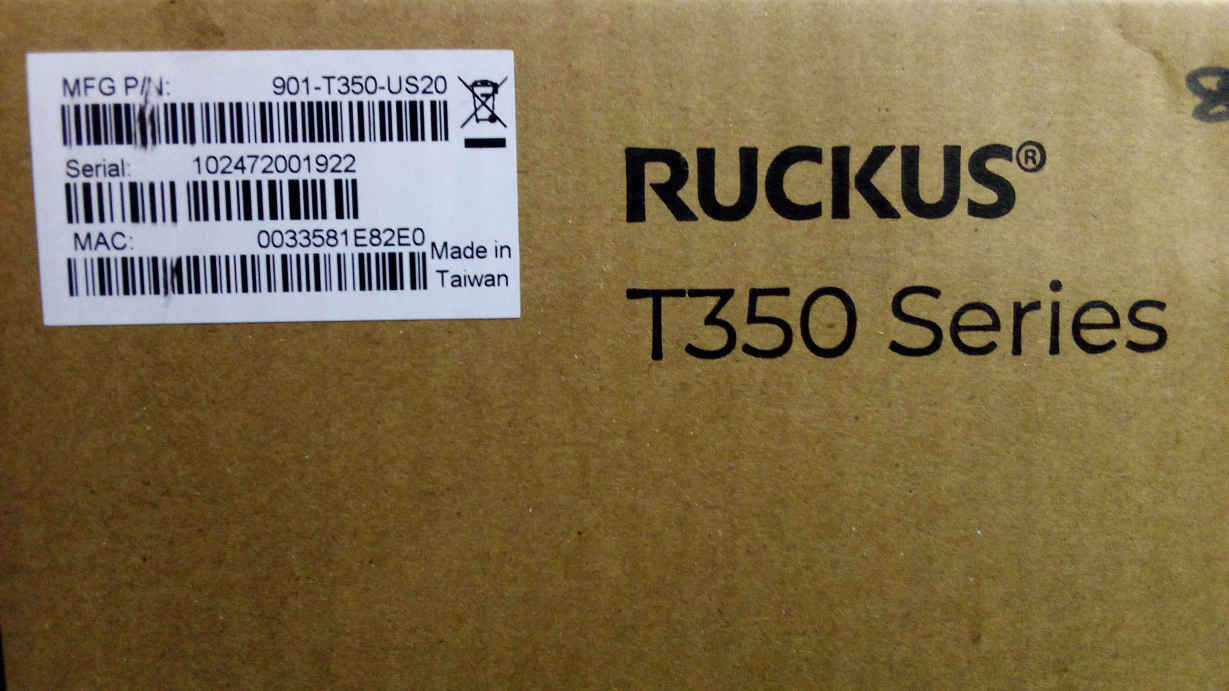 MFG P/N: 901-T350-US20
Serial: 102472001922
MAC: 0033581E82E0
Made in
Taiwan
RUCKUS®
T350 Series